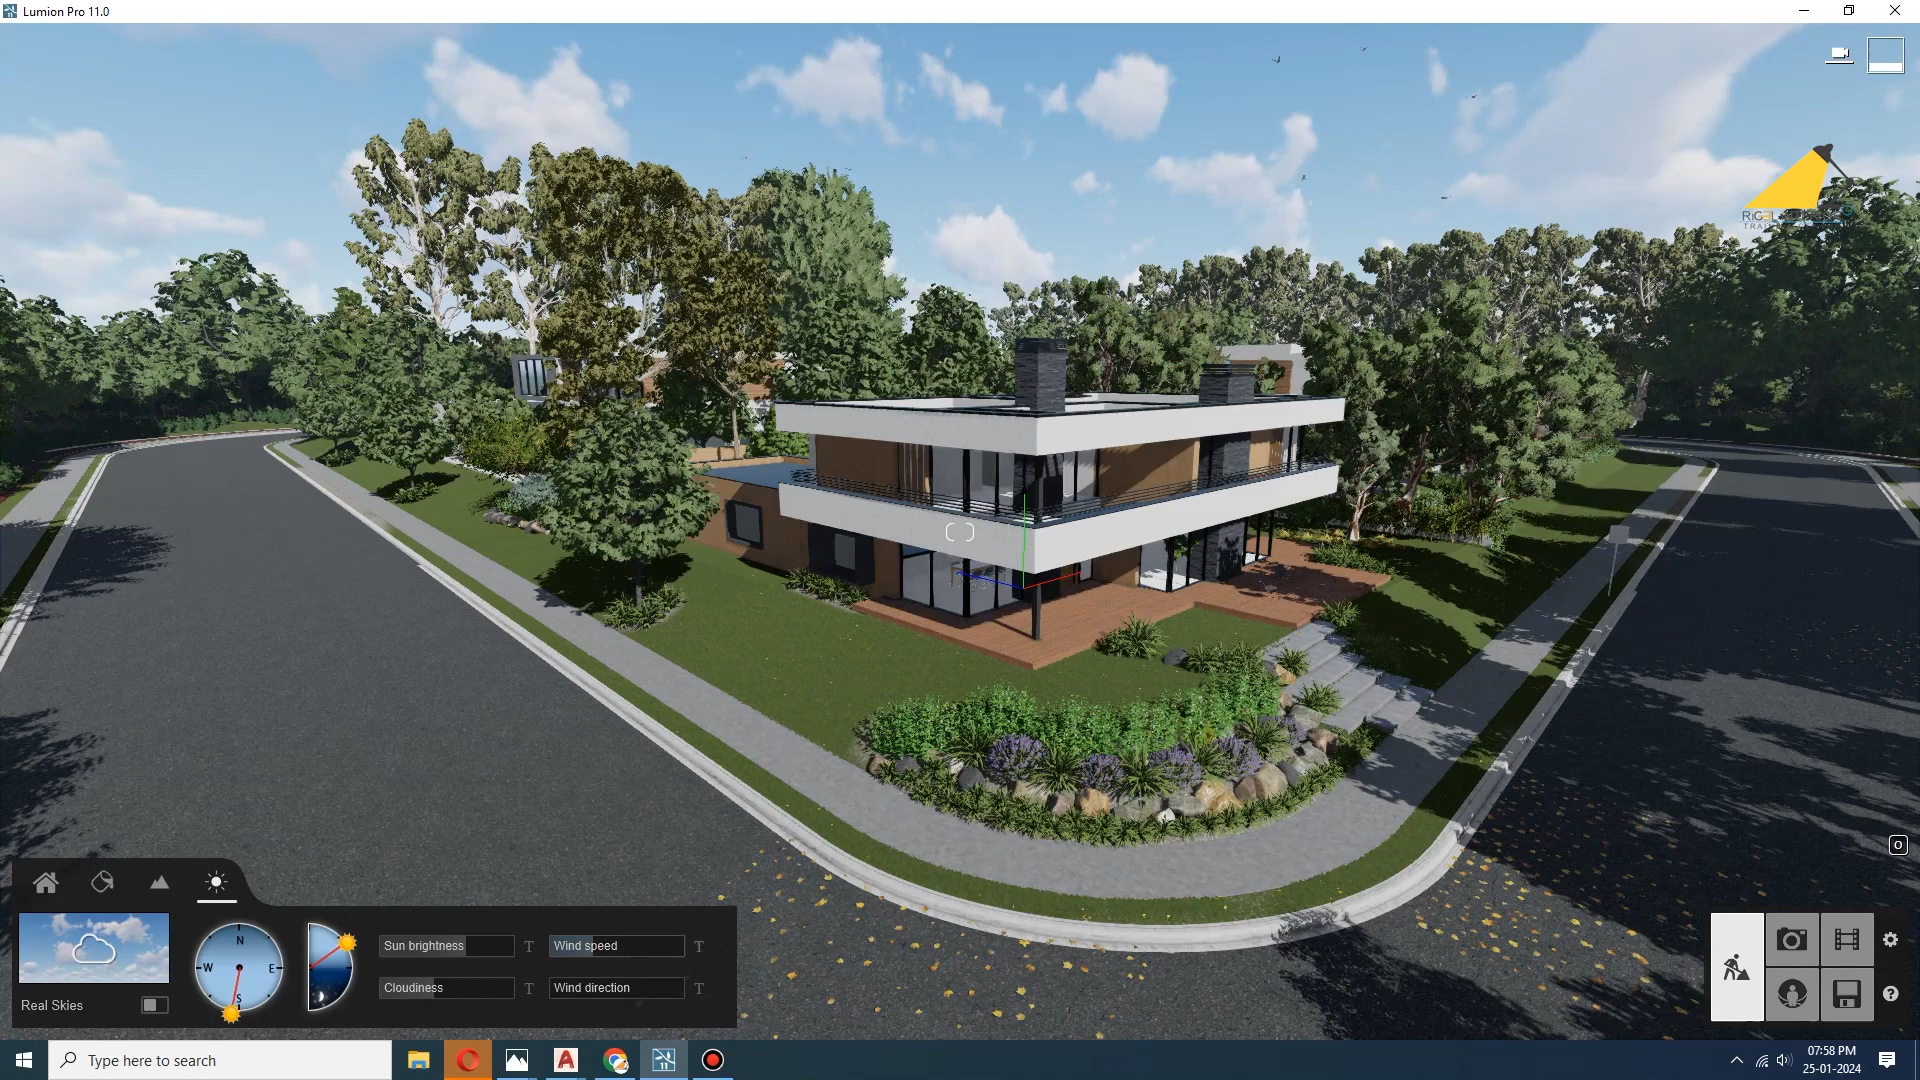 Lumion Pro 11.0
O
N
W
E
S
Sun brightness T
Wind speed T
Cloudiness T
Wind direction T
Real Skies
?
11
Type here to search
07:58 PM
25-01-2024